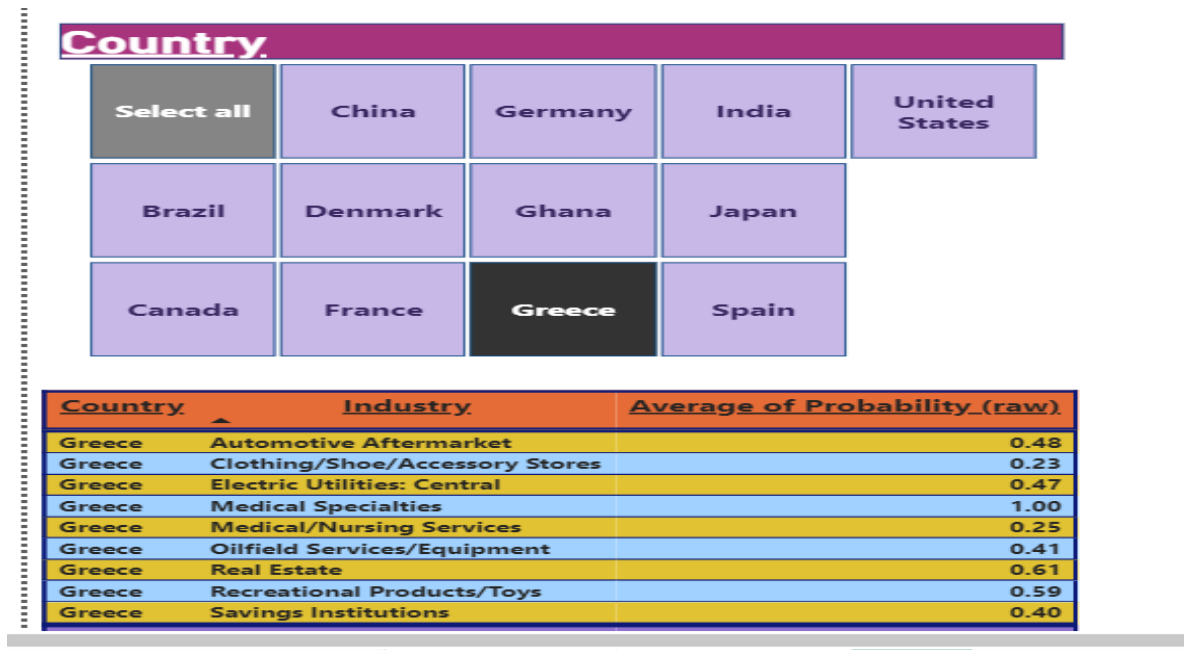 Country
Select all China Germany India United States
Brazil Denmark Ghana Japan
Canada France Greece Spain
Country Industry Average of Probability (raw)
Greece Automotive Aftermarket 0.48
Greece Clothing/Shoe/Accessory Stores 0.23
Greece Electric Utilities: Central 0.47
Greece Medical Specialties 1.00
Greece Medical/Nursing Services 0.25
Greece Oilfield Services/Equipment 0.41
Greece Real Estate 0.61
Greece Recreational Products/Toys 0.59
Greece Savings Institutions 0.40